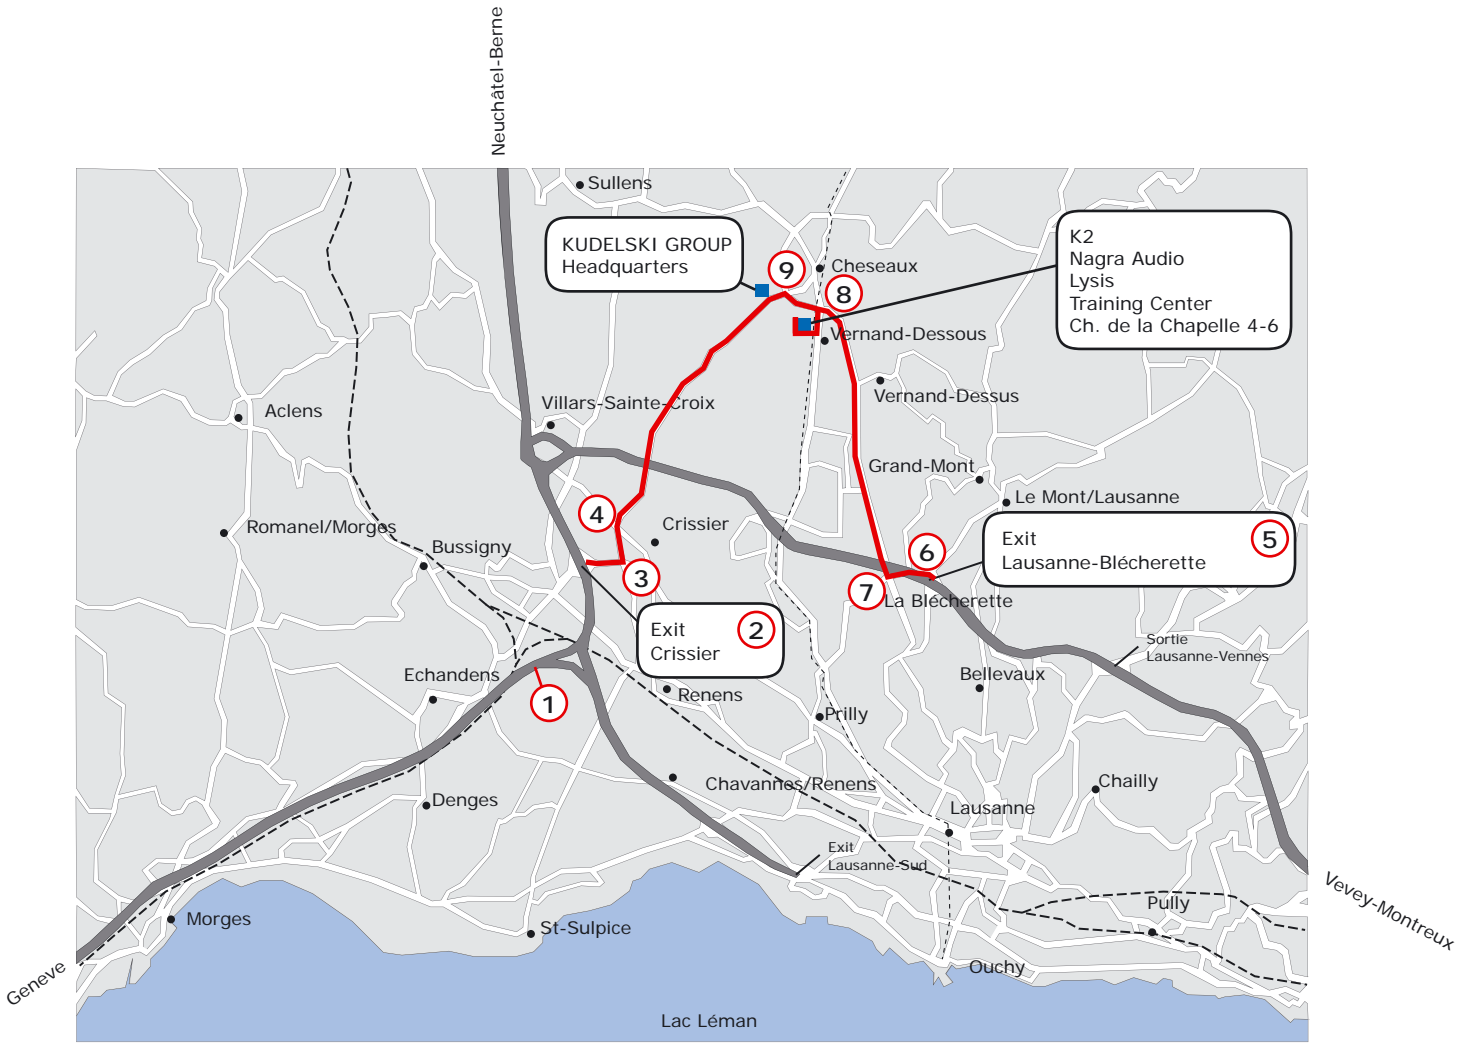 Neuchâtel-Berne
Sullens
KUDELSKI GROUP
Headquarters
9
Cheseaux
8
K2
Nagra Audio
Lysis
Training Center
Ch. de la Chapelle 4-6
Vernand-Dessous
Vernand-Dessus
Villars-Sainte-Croix
Aclens
Grand-Mont
Le Mont/Lausanne
4
Crissier
Romanel/Morges
Bussigny
Exit
Lausanne-Blécherette
5
6
3
7
La Blécherette
Exit
Crissier
2
Sortie
Lausanne-Vennes
Echandens
1
Renens
Bellevaux
Prilly
Chavannes/Renens
Chailly
Denges
Lausanne
Exit
Lausanne-Sud
Morges
St-Sulpice
Pully
Vevey-Montreux
Geneve
Ouchy
Lac Léman